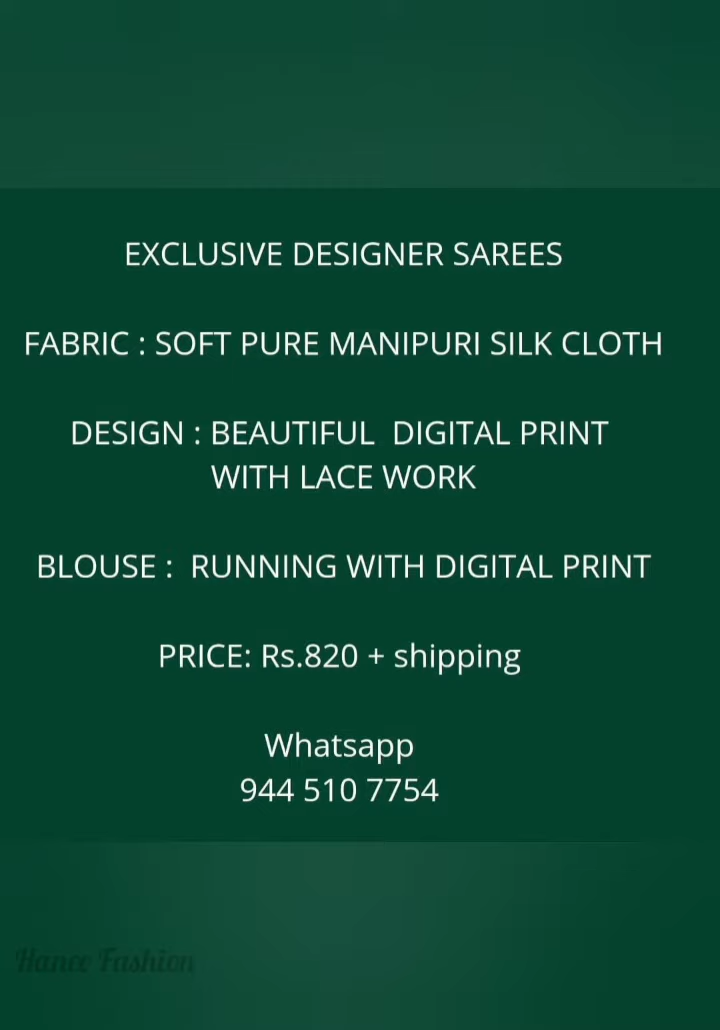 EXCLUSIVE DESIGNER SAREES
FABRIC : SOFT PURE MANIPURI SILK CLOTH
DESIGN : BEAUTIFUL DIGITAL PRINT
WITH LACE WORK
BLOUSE : RUNNING WITH DIGITAL PRINT
PRICE: Rs.820 + shipping
Whatsapp
944 510 7754
Fashion